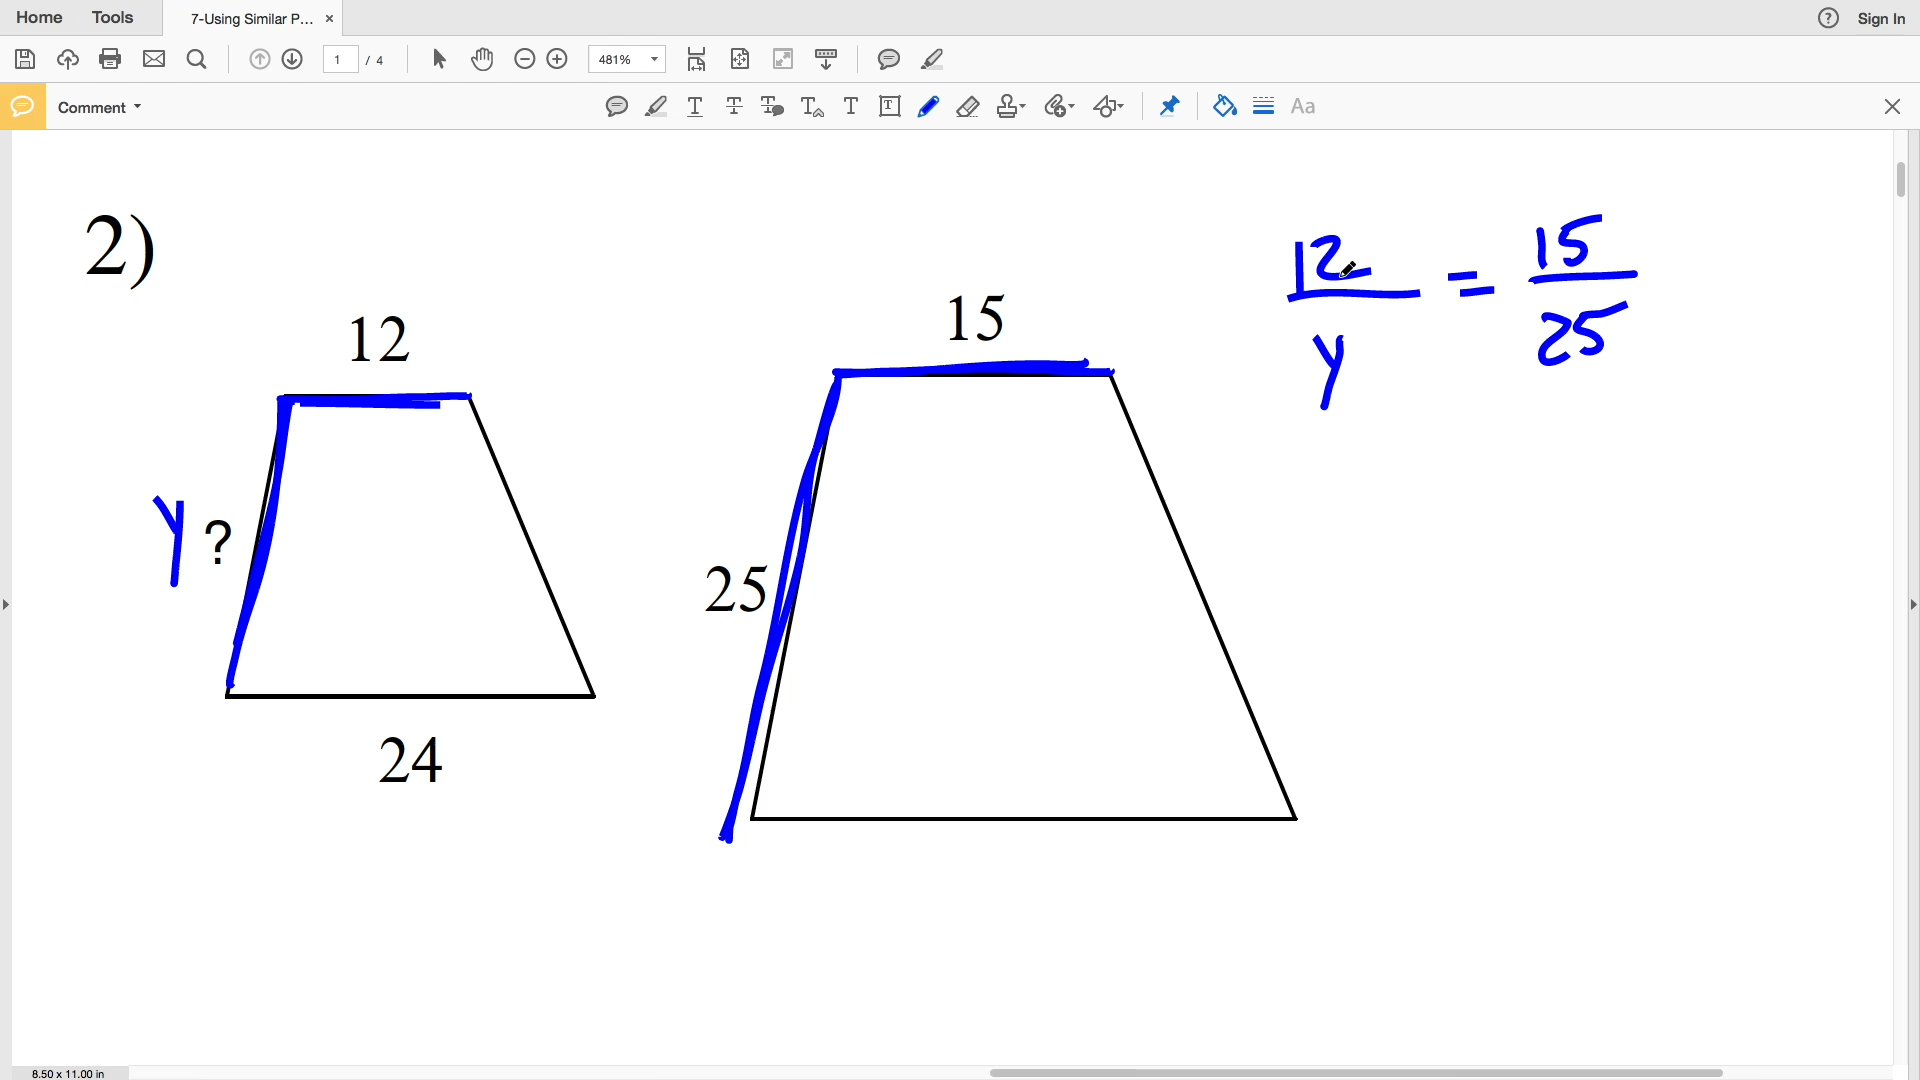 Home Tools 7-Using Similar P... × ? Sign In
1 / 4 481%
Comment T T T T T T Aa
2)
12 = 15
y 25
12
15
y ?
25
24
8.50 x 11.00 in